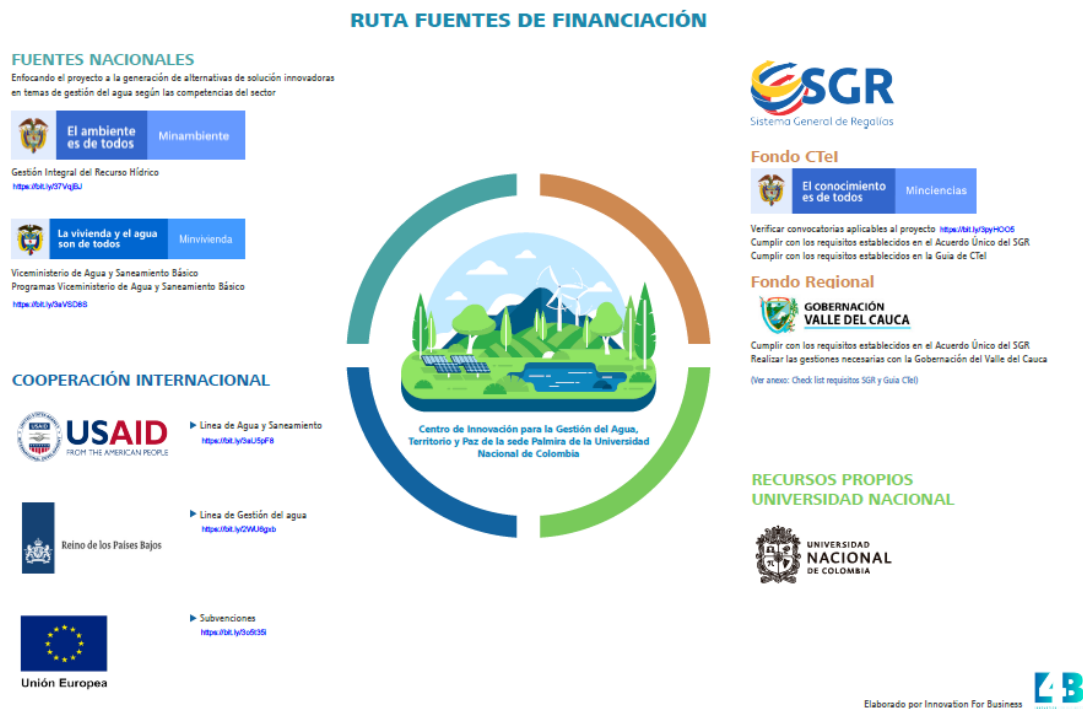 RUTA FUENTES DE FINANCIACIÓN
FUENTES NACIONALES
Enfocando el proyecto a la generación de alternativas de solución innovadoras
en temas de gestión del agua según las competencias del sector
El ambiente
es de todos
Minambiente
Gestión Integral del Recurso Hídrico
https://bit.ly/37VqjBJ
La vivienda y el agua
son de todos
Minvivienda
Viceministerio de Agua y Saneamiento Básico
Programas Viceministerio de Agua y Saneamiento Básico
https://bit.ly/3aVSD8S
COOPERACIÓN INTERNACIONAL
USAID
USAID
FROM THE AMERICAN PEOPLE
Linea de Agua y Saneamiento
https://bit.ly/3aU5pF8
Reino de los Países Bajos
Linea de Gestión del agua
https://bit.ly/2WU6gxb
Unión Europea
Subvenciones
Centro de Innovación para la Gestión del Agua,
Territorio y Paz de la sede Palmira de la Universidad
Nacional de Colombia
SGR
Sistema General de Regalías
Fondo CTeI
El conocimiento
es de todos
Minciencias
Verificar convocatorias aplicables al proyecto https://bit.ly/3pyHOO5
Cumplir con los requisitos establecidos en el Acuerdo Único del SGR
Cumplir con los requisitos establecidos en la Guia de CTeI
Fondo Regional
GOBERNACIÓN
VALLE DEL CAUCA
Cumplir con los requisitos establecidos en el Acuerdo Único del SGR
Realizar las gestiones necesarias con la Gobernación del Valle del Cauca
(Ver anexo: Check list requisitos SGR y Guia CTeI)
RECURSOS PROPIOS
UNIVERSIDAD NACIONAL
UNIVERSIDAD
NACIONAL
DE COLOMBIA
Elaborado por Innovation For Business
I4B